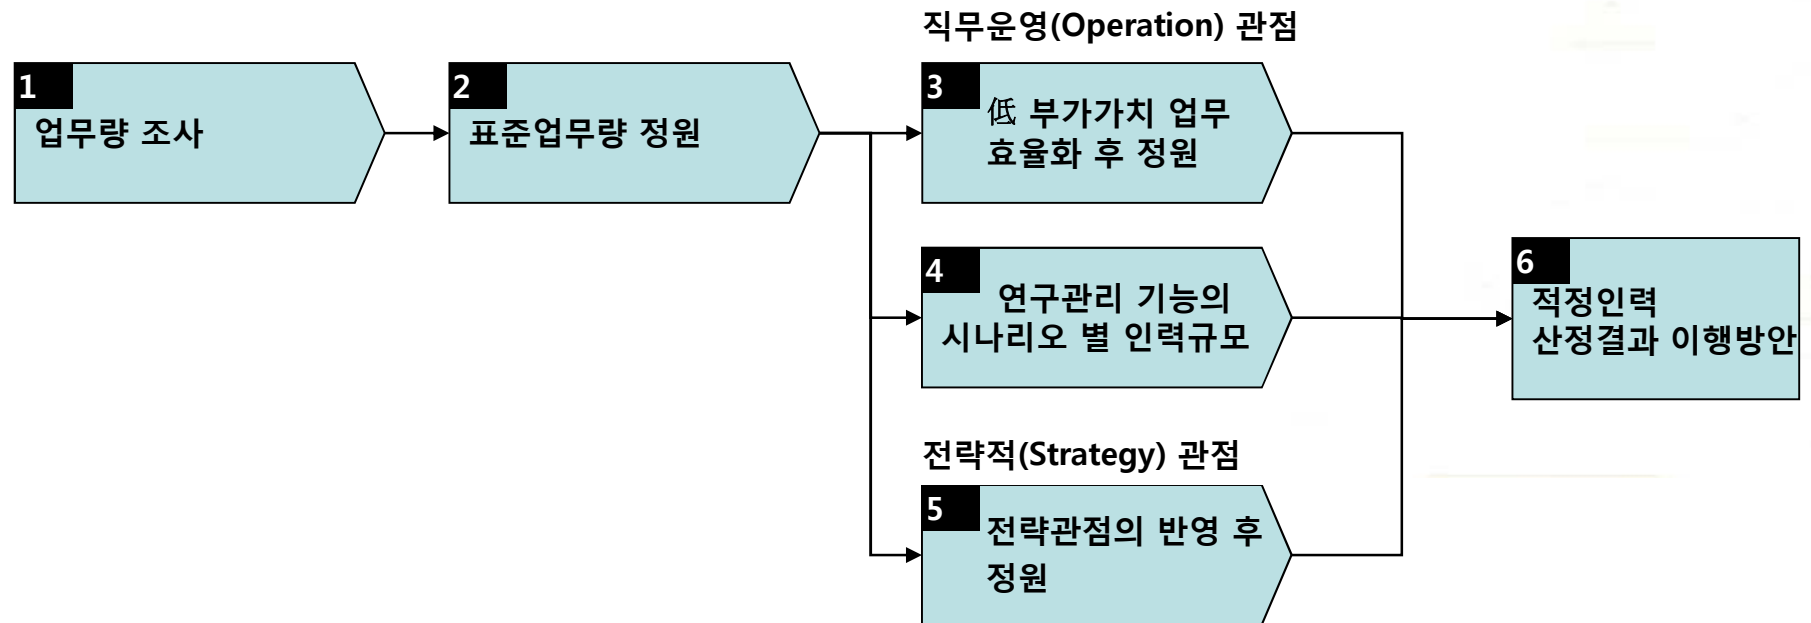 1
업무량 조사
2
표준업무량 정원
직무운영(Operation) 관점
3
低 부가가치 업무
효율화 후 정원
4
연구관리 기능의
시나리오 별 인력규모
전략적(Strategy) 관점
5
전략관점의 반영 후
정원
6
적정인력
산정결과 이행방안